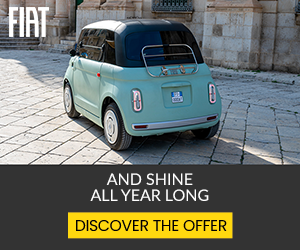 FIAT
AND SHINE
ALL YEAR LONG
DISCOVER THE OFFER